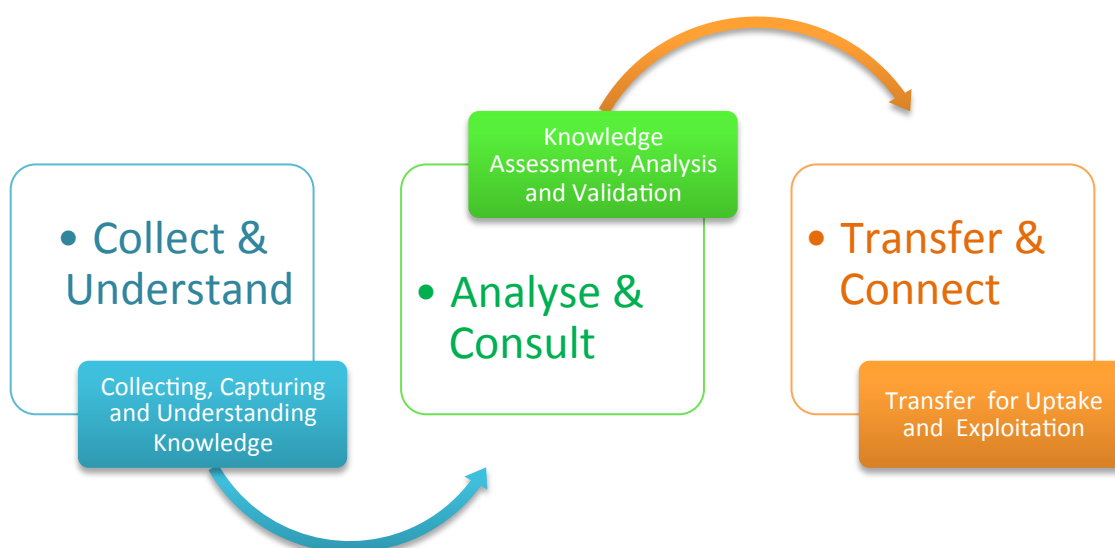 • Collect &
Understand
Collecting, Capturing
and Understanding
Knowledge
Knowledge
Assessment, Analysis
and Validation
• Analyse &
Consult
• Transfer &
Connect
Transfer for Uptake
and Exploitation